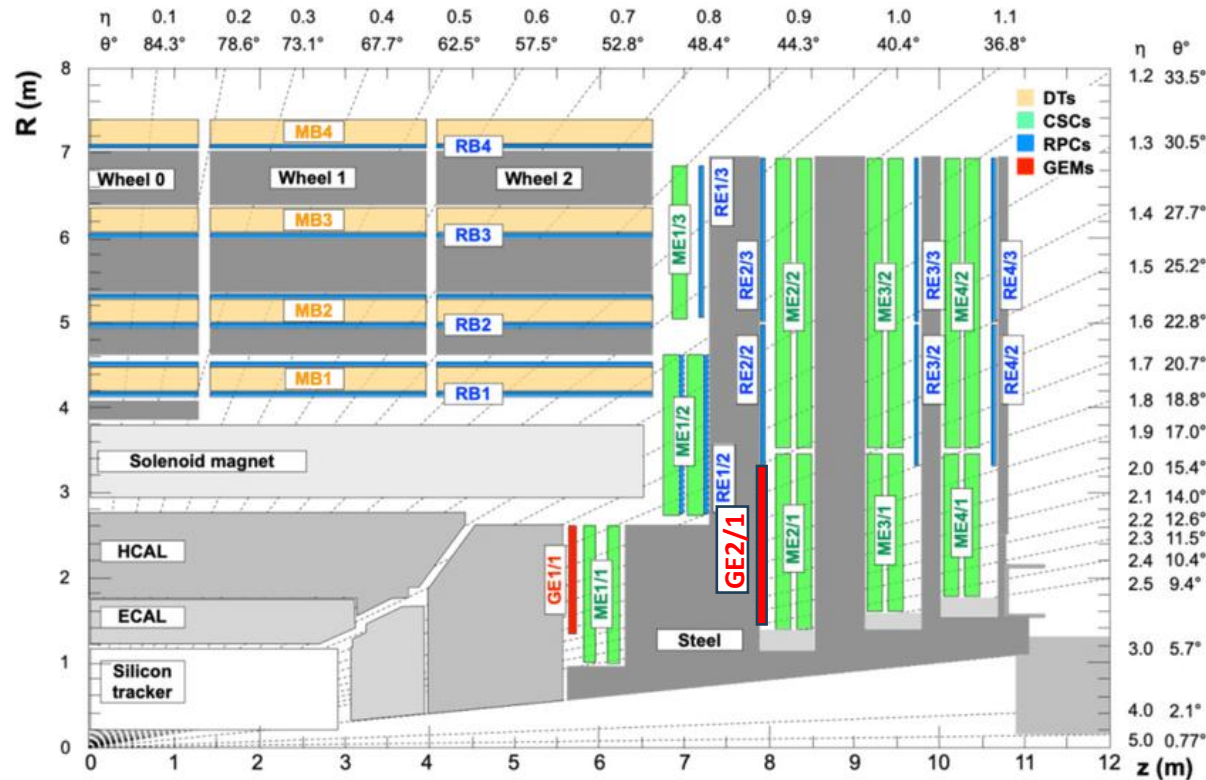 η 0.1 0.2 0.3 0.4 0.5 0.6 0.7 0.8 0.9 1.0 1.1
θ° 84.3° 78.6° 73.1° 67.7° 62.5° 57.5° 52.8° 48.4° 44.3° 40.4° 36.8° η θ°
R (m)
8
7
6
5
4
3
2
1
0
1.2 33.5°
1.3 30.5°
1.4 27.7°
1.5 25.2°
1.6 22.8°
1.7 20.7°
1.8 18.8°
1.9 17.0°
2.0 15.4°
2.1 14.0°
2.2 12.6°
2.3 11.5°
2.4 10.4°
2.5 9.4°
3.0 5.7°
4.0 2.1°
5.0 0.77°
DTs
CSCs
RPCs
GEMs
MB4
RB4
Wheel 0 Wheel 1 Wheel 2
MB3
RB3
MB2
RB2
MB1
RB1
Solenoid magnet
HCAL
ECAL
Silicon
tracker
Steel
ME1/3
RE1/3
RE2/3
ME2/2
ME3/2
RE3/3
ME4/2
RE4/3
ME1/2
RE1/2
RE2/2
RE3/2
RE4/2
GE1/1
ME1/1
GE2/1
ME2/1
ME3/1
ME4/1
0 1 2 3 4 5 6 7 8 9 10 11 12
z (m)